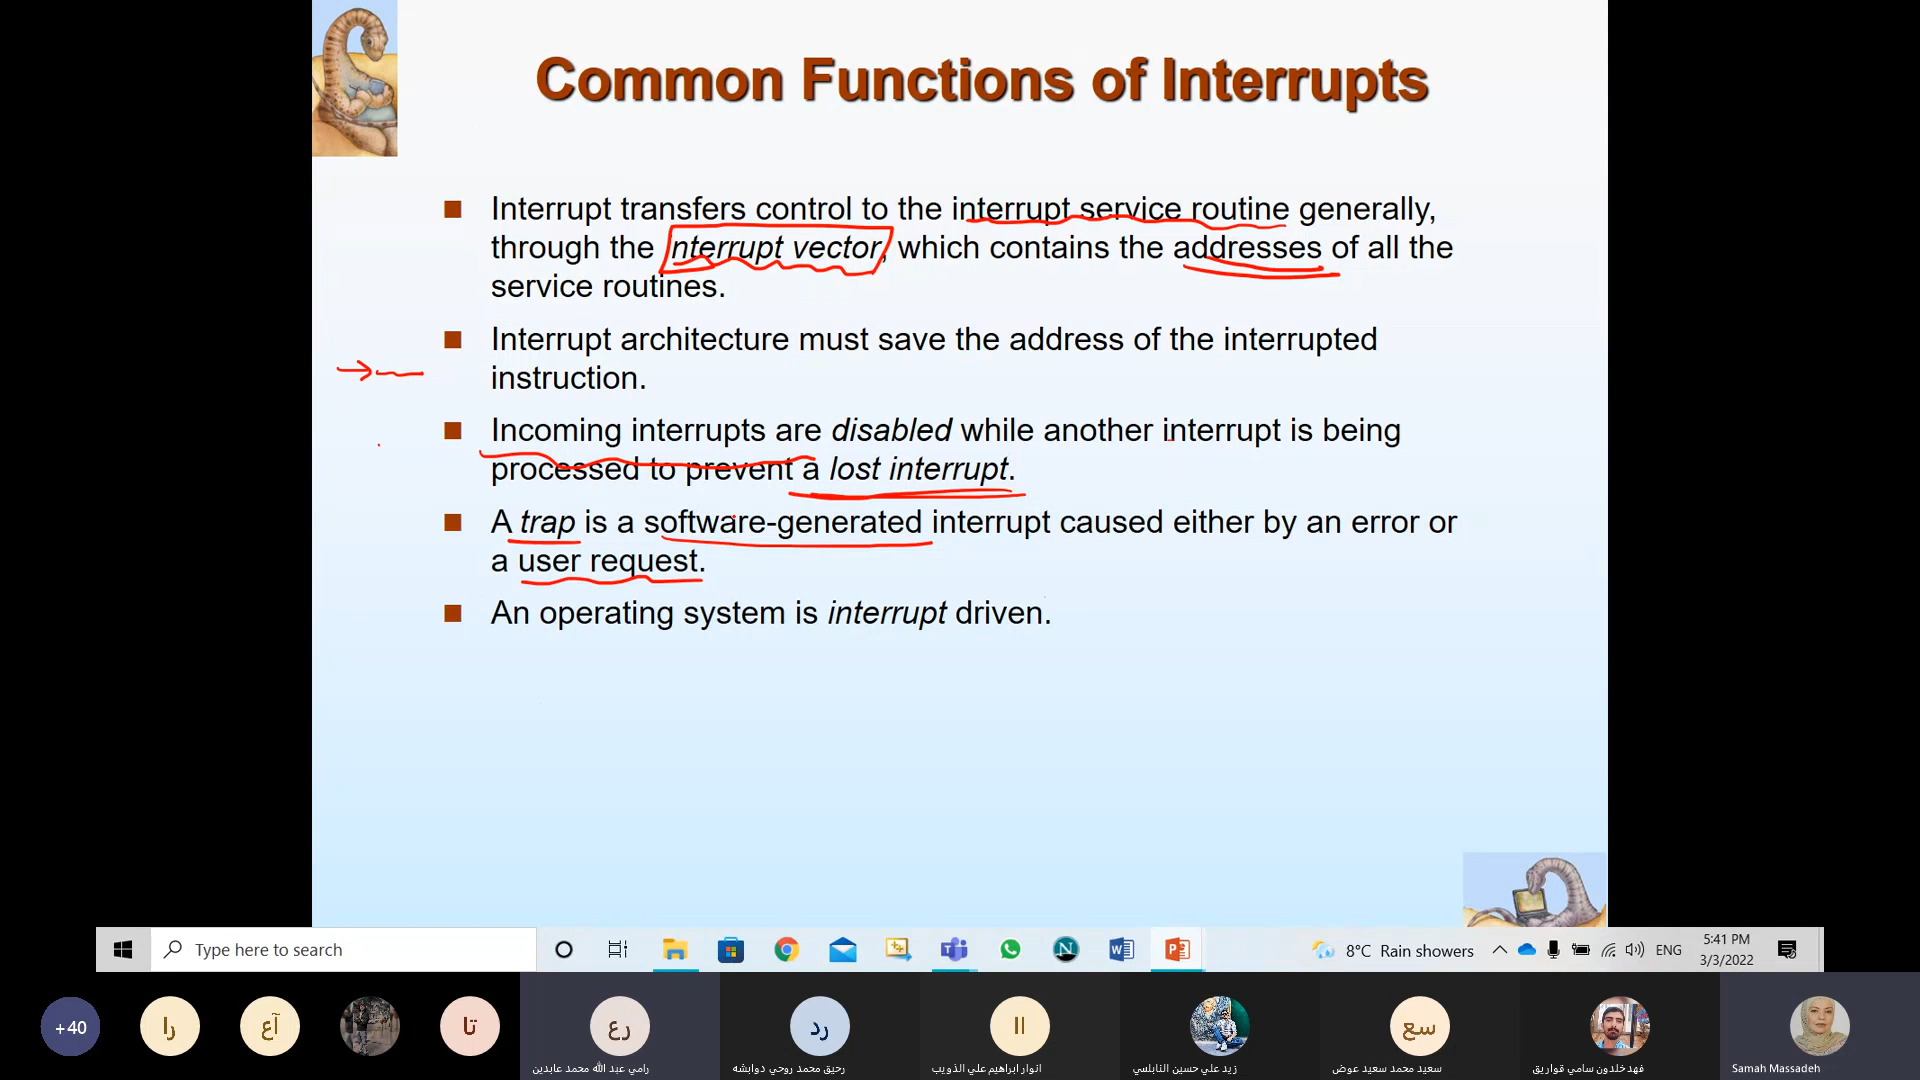 Common Functions of Interrupts
Interrupt transfers control to the interrupt service routine generally,
through the nterrupt vector, which contains the addresses of all the
service routines.
Interrupt architecture must save the address of the interrupted
instruction.
Incoming interrupts are disabled while another interrupt is being
processed to prevent a lost interrupt.
A trap is a software-generated interrupt caused either by an error or
a user request.
An operating system is interrupt driven.
Type here to search
8°C Rain showers
ENG
5:41 PM
3/3/2022
+40
را
آع
تا
رع
رد
اا
سع
رامي عبد الله محمد عابدين
رحيق محمد روحي دوابشه
انوار ابراهيم علي الذويب
زيد علي حسين النابلسي
سعيد محمد سعيد عوض
فهد خلدون سامي قواريق
Samah Massadeh